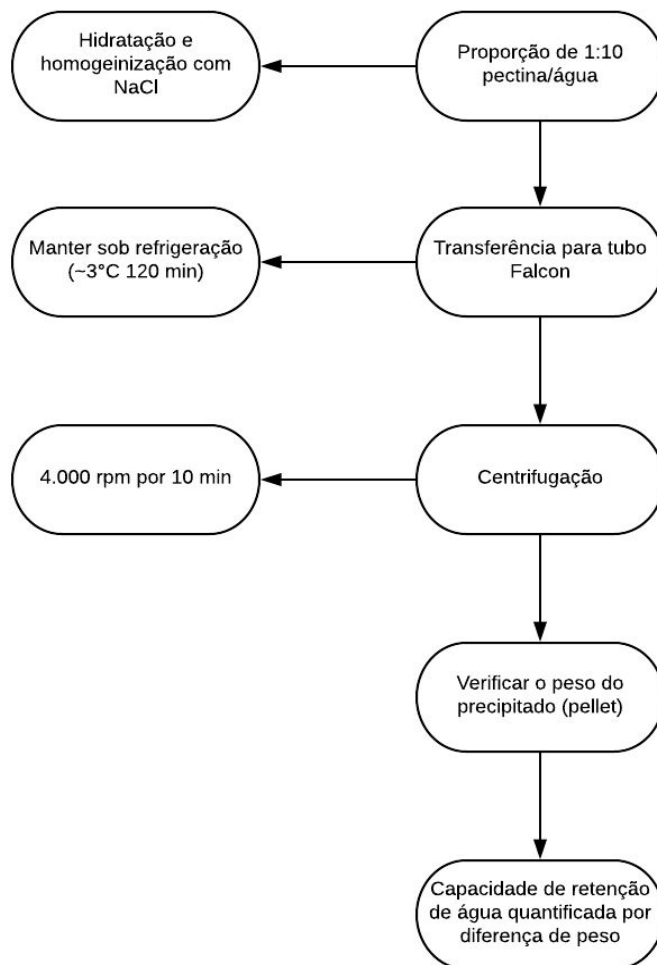 Hidratação e
homogeinização com
NaCl
Proporção de 1:10
pectina/água
Manter sob refrigeração
(~3°C 120 min)
Transferência para tubo
Falcon
4.000 rpm por 10 min
Centrifugação
Verificar o peso do
precipitado (pellet)
Capacidade de retenção
de água quantificada por
diferença de peso